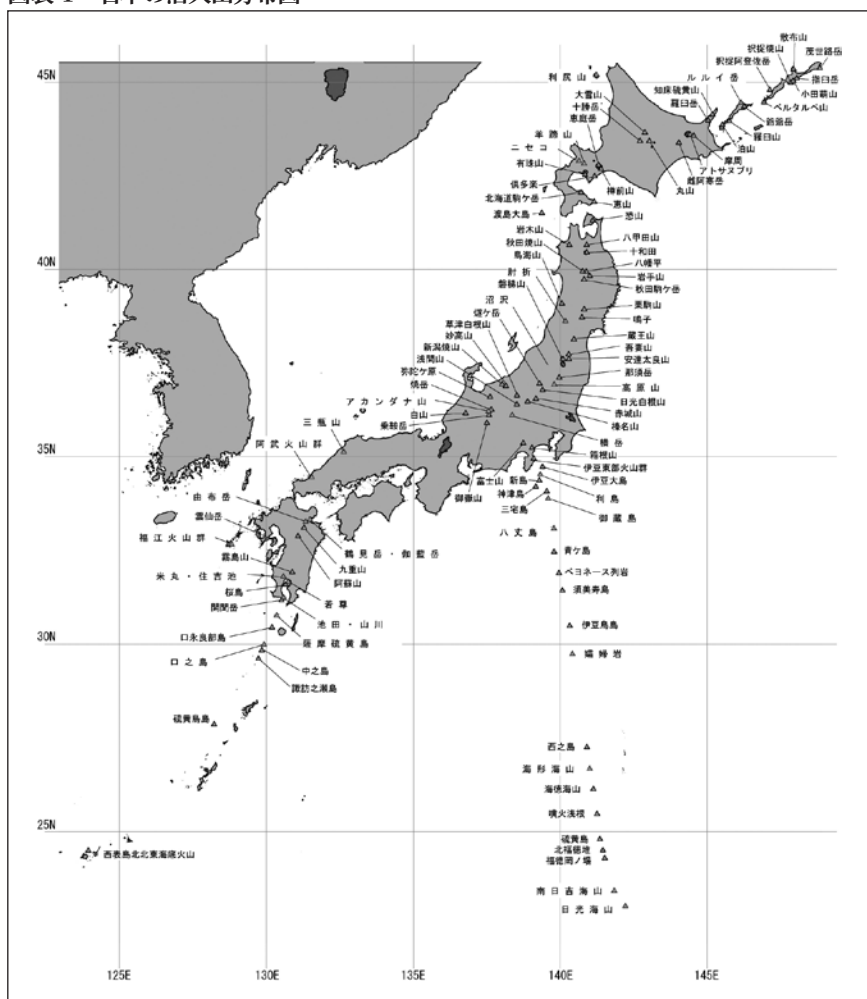 45N
40N
35N
30N
25N
125E
130E
135E
140E
145E
散布山
茂世路岳
択捉焼山
択捉阿登佐岳
指臼岳
小田萌山
ベルタルベ山
ルルイ岳
爺爺岳
羅臼山
泊山
知床硫黄山
羅臼岳
利尻山
大雪山
十勝岳
恵庭岳
羊蹄山
ニセコ
有珠山
倶多楽
北海道駒ケ岳
渡島大島
摩周
アトサヌプリ
雌阿寒岳
丸山
樽前山
恵山
恐山
岩木山
秋田焼山
鳥海山
肘折
磐梯山
沼沢
燧ケ岳
草津白根山
妙高山
新潟焼山
浅間山
弥陀ケ原
焼岳
アカンダナ山
白山
乗鞍岳
八甲田山
十和田
八幡平
岩手山
秋田駒ケ岳
栗駒山
鳴子
蔵王山
吾妻山
安達太良山
那須岳
高原山
日光白根山
赤城山
榛名山
横岳
箱根山
伊豆東部火山群
伊豆大島
富士山
新島
利島
御嶽山
神津島
三宅島
御蔵島
八丈島
青ケ島
ベヨネース列岩
須美寿島
伊豆鳥島
孀婦岩
三瓶山
阿武火山群
由布岳
雲仙岳
福江火山群
霧島山
米丸・住吉池
桜島
開聞岳
口永良部島
口之島
鶴見岳・伽藍岳
九重山
阿蘇山
若尊
池田・山川
薩摩硫黄島
中之島
諏訪之瀬島
硫黄鳥島
西表島北北東海底火山
西之島
海形海山
海徳海山
噴火浅根
硫黄島
北福徳堆
福徳岡ノ場
南日吉海山
日光海山